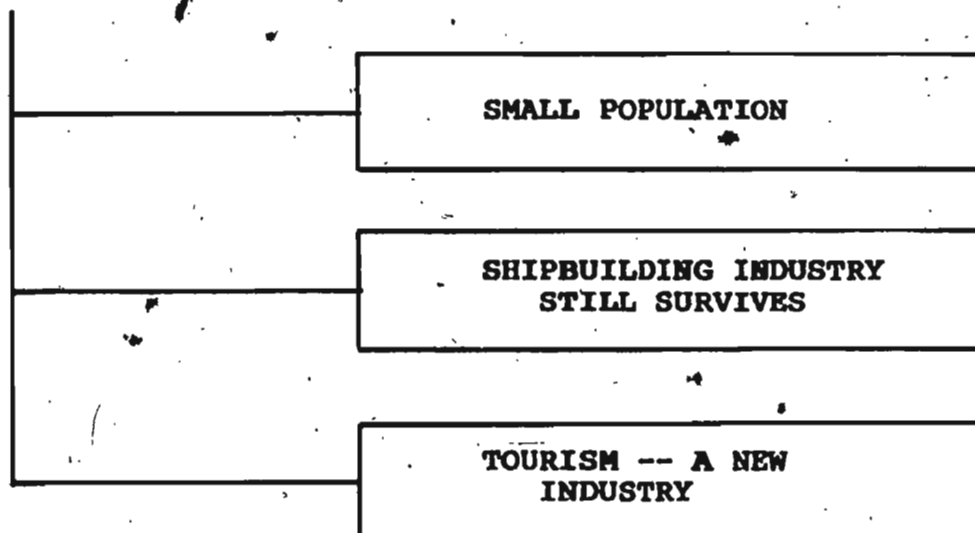 SMALL POPULATION
SHIPBUILDING INDUSTRY
STILL SURVIVES
TOURISM -- A NEW
INDUSTRY